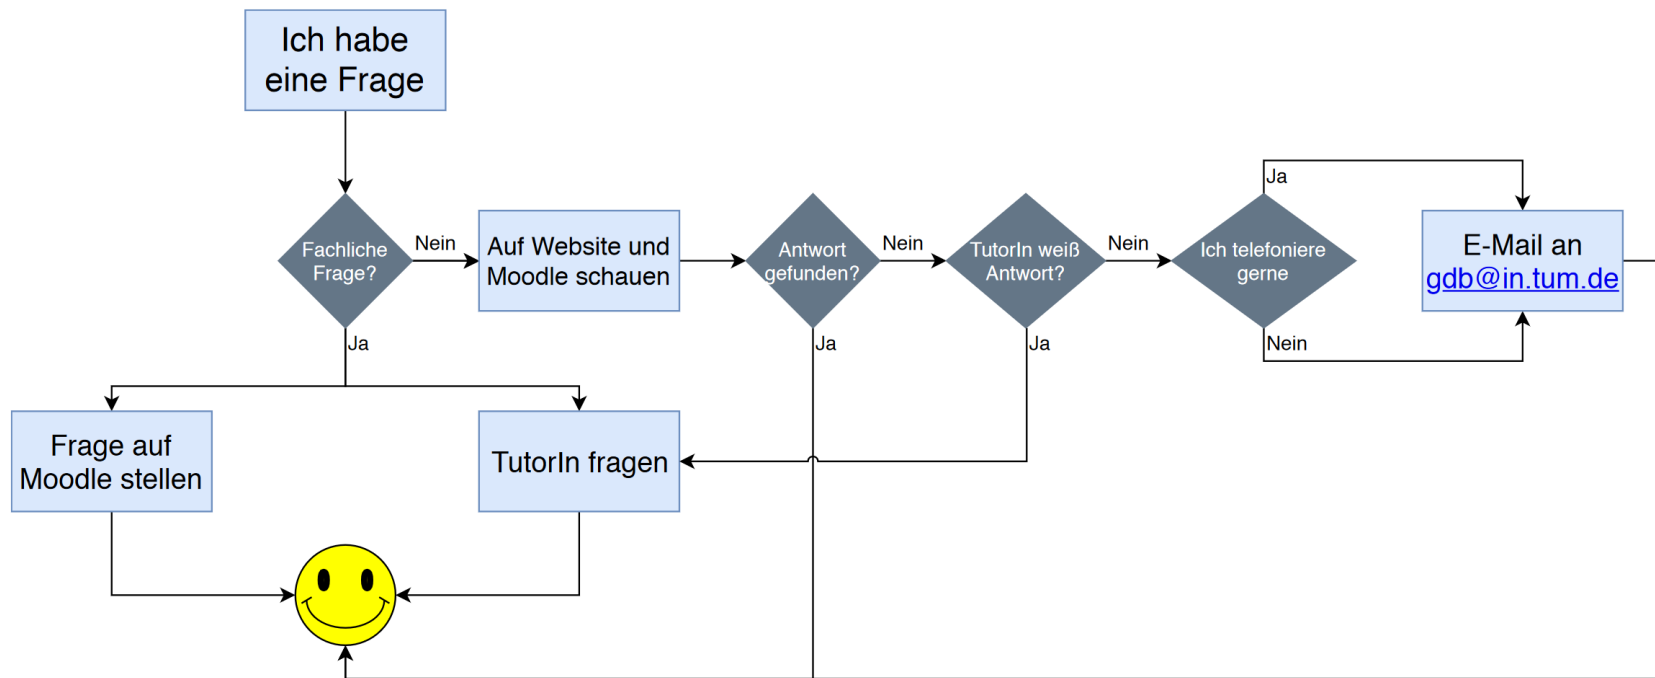 Ich habe
eine Frage
Fachliche
Frage?
Nein
Auf Website und
Moodle schauen
Antwort
gefunden?
Nein
TutorIn weiß
Antwort?
Nein
Ich telefoniere
gerne
Ja
E-Mail an
gdb@in.tum.de
Ja
Ja
Ja
Nein
Frage auf
Moodle stellen
TutorIn fragen